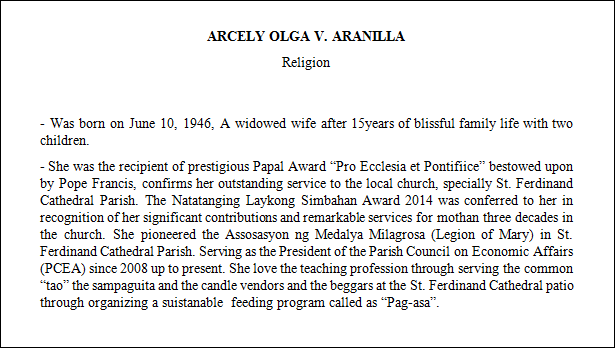 ARCELY OLGA V. ARANILLA
Religion
- Was born on June 10, 1946, A widowed wife after 15years of blissful family life with two
children.
- She was the recipient of prestigious Papal Award “Pro Ecclesia et Pontifiice” bestowed upon
by Pope Francis, confirms her outstanding service to the local church, specially St. Ferdinand
Cathedral Parish. The Natatanging Laykong Simbahan Award 2014 was conferred to her in
recognition of her significant contributions and remarkable services for mothan three decades in
the church. She pioneered the Assosasyon ng Medalya Milagrosa (Legion of Mary) in St.
Ferdinand Cathedral Parish. Serving as the President of the Parish Council on Economic Affairs
(PCEA) since 2008 up to present. She love the teaching profession through serving the common
“tao” the sampaguita and the candle vendors and the beggars at the St. Ferdinand Cathedral patio
through organizing a suistanable feeding program called as “Pag-asa”.